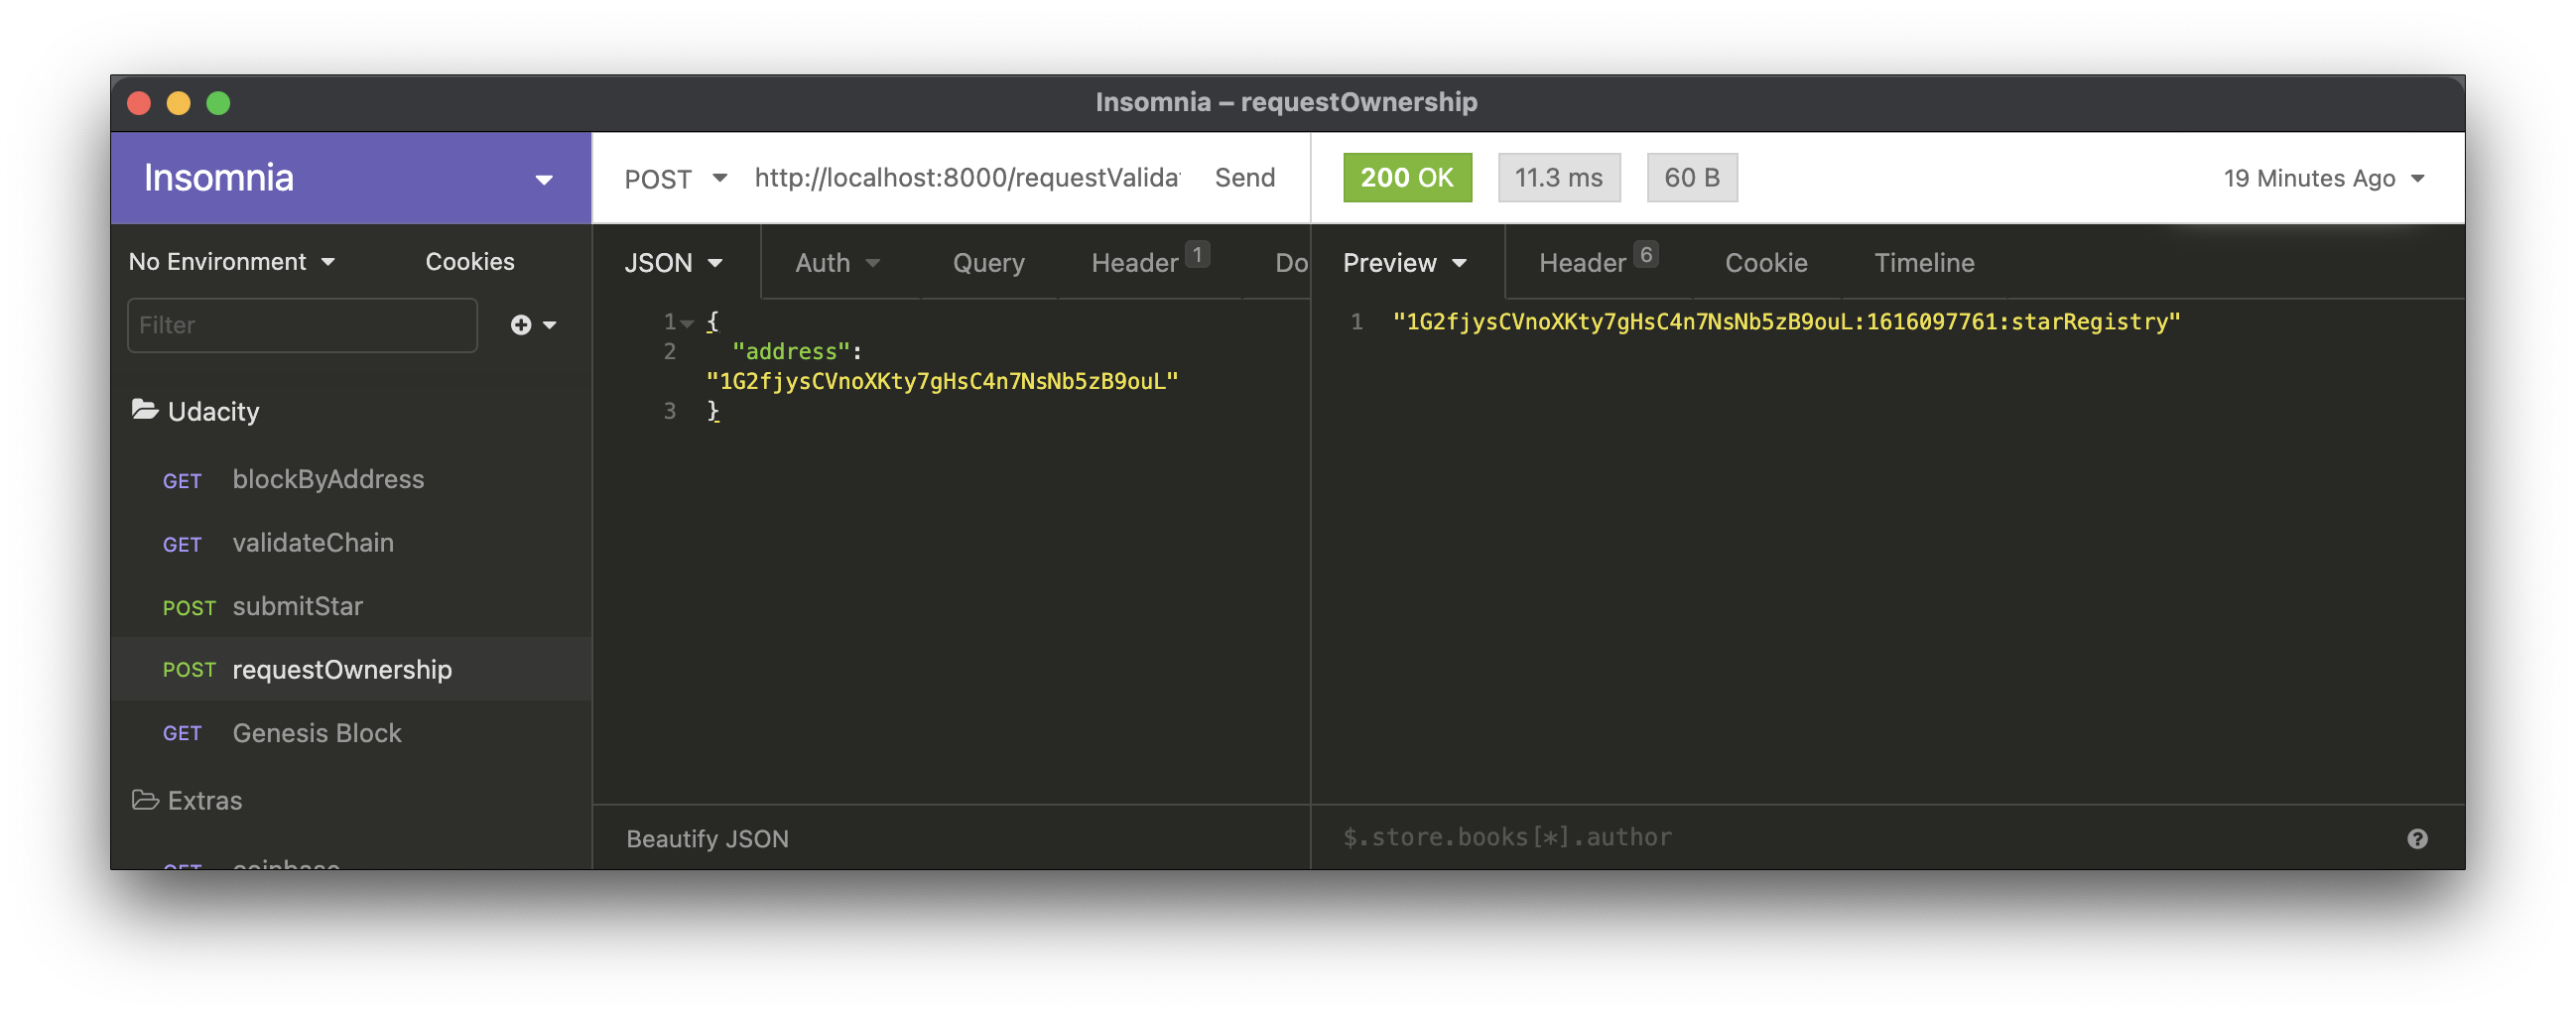 Insomnia – requestOwnership
Insomnia
POST http://localhost:8000/requestValida Send
200 OK 11.3 ms 60 B 19 Minutes Ago
No Environment Cookies
JSON Auth Query Header 1 Do
Preview Header 6 Cookie Timeline
Filter
Udacity
GET blockByAddress
GET validateChain
POST submitStar
POST requestOwnership
GET Genesis Block
Extras
GET coinbase
1 {
2 "address":
"1G2fjysCVnoXKty7gHsC4n7NsNb5zB9ouL"
3 }
Beautify JSON
1 "1G2fjysCVnoXKty7gHsC4n7NsNb5zB9ouL:1616097761:starRegistry"
$.store.books[*].author